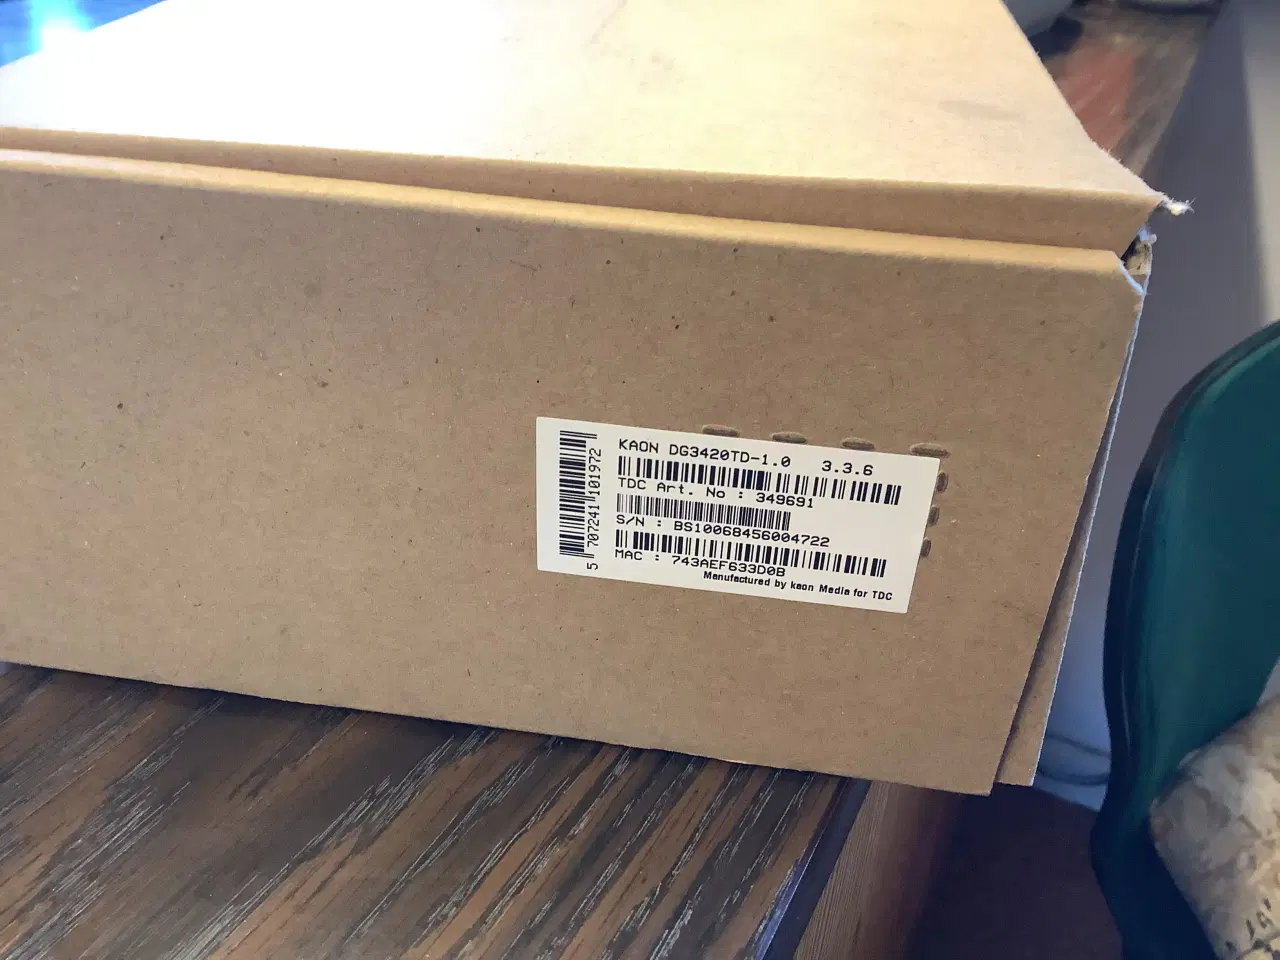 KAON DG3420TD-1.0 3.3.6
TDC Art. No : 349691
S/N : BS10068456004722
MAC : 743AEF633D0B
Manufactured by kaon Media for TDC
5 707241 101972